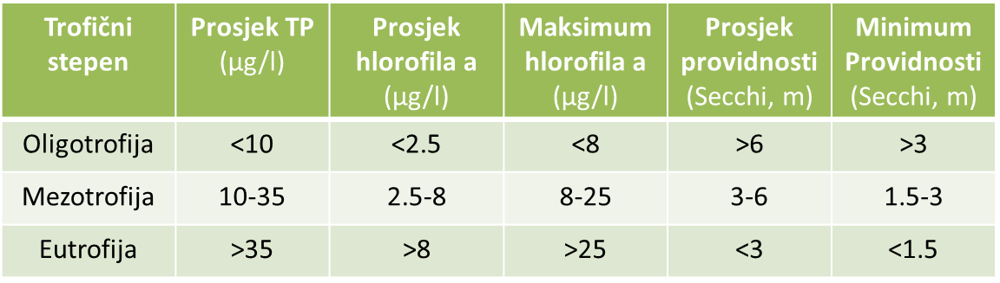 Trofični stepen | Prosjek TP (µg/l) | Prosjek hlorofila a (µg/l) | Maksimum hlorofila a (µg/l) | Prosjek providnosti (Secchi, m) | Minimum Providnosti (Secchi, m)
Oligotrofija | <10 | <2.5 | <8 | >6 | >3
Mezotrofija | 10-35 | 2.5-8 | 8-25 | 3-6 | 1.5-3
Eutrofija | >35 | >8 | >25 | <3 | <1.5